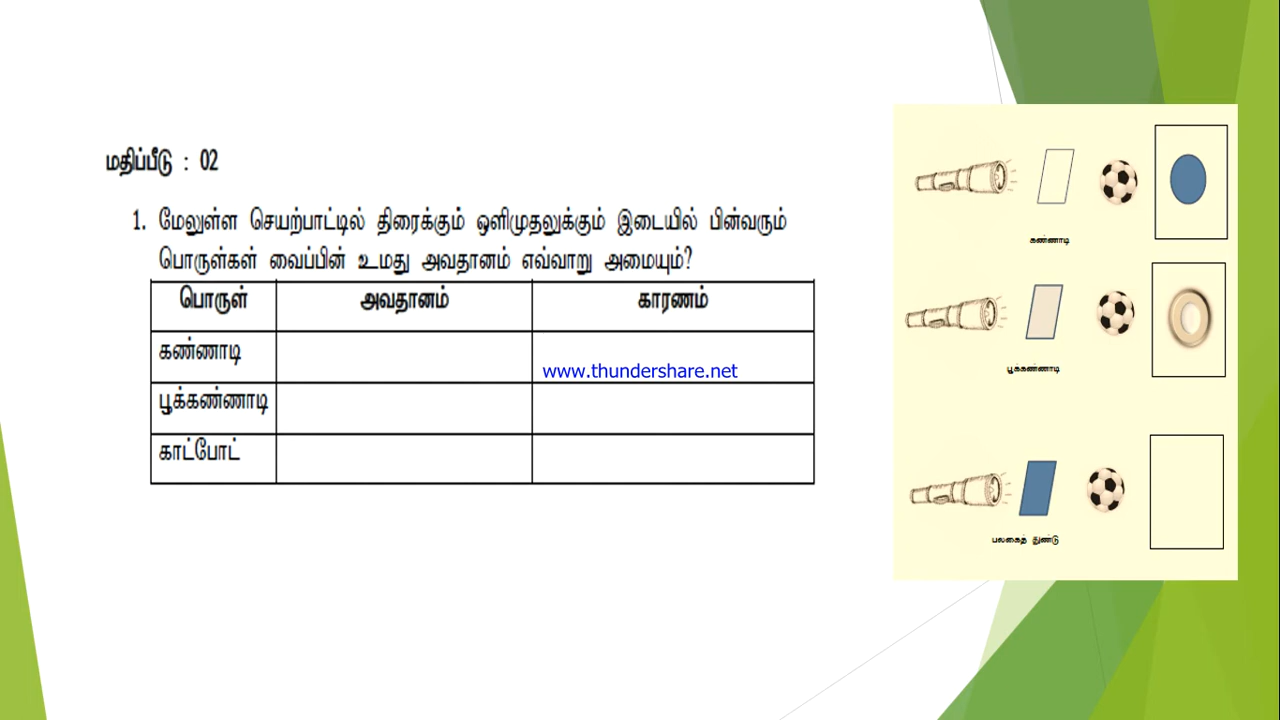 மதிப்பீடு : 02
1. மேலுள்ள செயற்பாட்டில் திரைக்கும் ஒளிமுதலுக்கும் இடையில் பின்வரும்
பொருள்கள் வைப்பின் உமது அவதானம் எவ்வாறு அமையும்?
பொருள் அவதானம் காரணம்
கண்ணாடி
www.thundershare.net
பூக்கண்ணாடி
காட்போட்
கண்ணாடி
பூக்கண்ணாடி
பலகைத் துண்டு